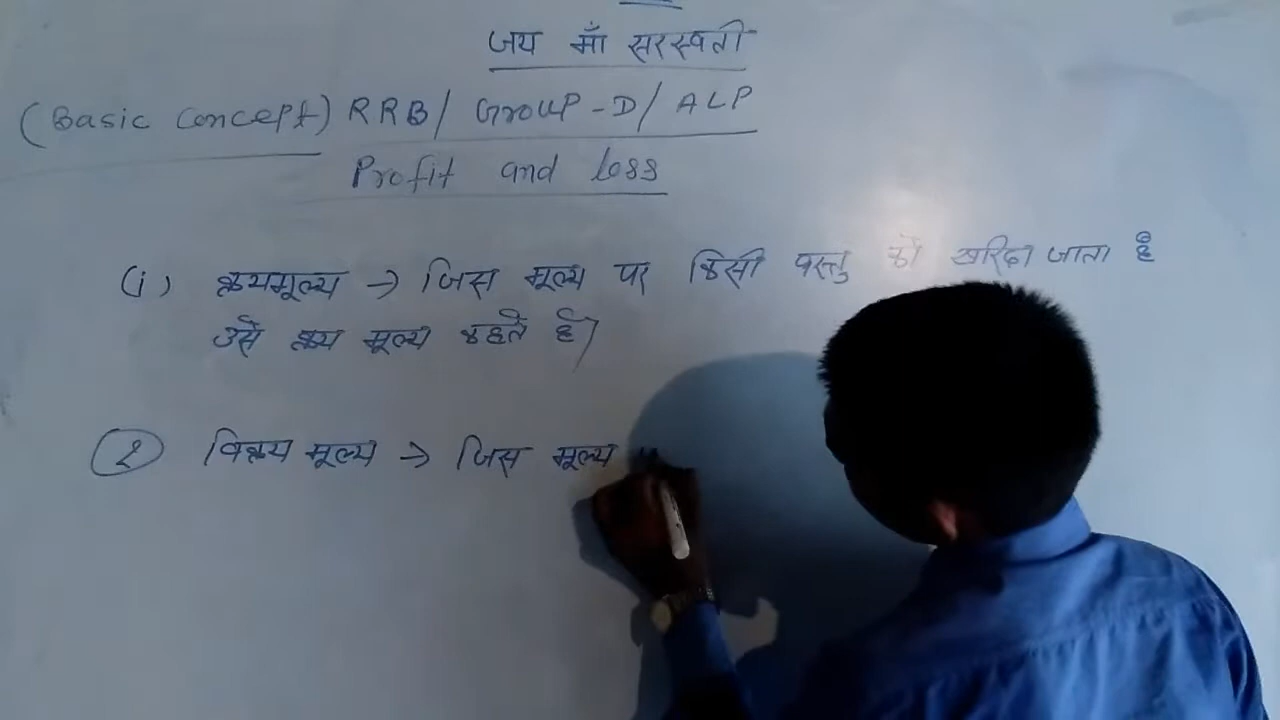 जय माँ सरस्वती
(Basic Concept) RRB/ Group-D/ ALP
Profit and loss
(i) क्रयमूल्य → जिस मूल्य पर किसी वस्तु को खरिदा जाता है
उसे क्रय मूल्य कहते है।
2 विक्रय मूल्य → जिस मूल्य